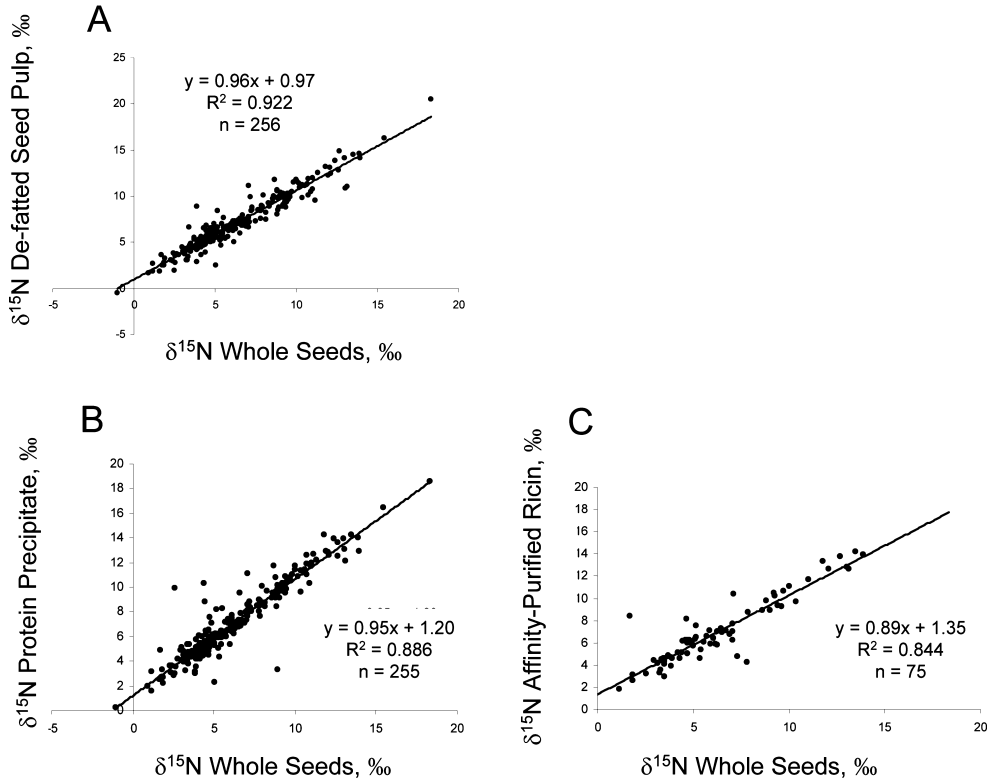 A
δ¹⁵N De-fatted Seed Pulp, ‰
25
20
15
10
5
0
-5
y = 0.96x + 0.97
R² = 0.922
n = 256
-5 0 5 10 15 20
δ¹⁵N Whole Seeds, ‰
B
δ¹⁵N Protein Precipitate, ‰
20
18
16
14
12
10
8
6
4
2
0
y = 0.95x + 1.20
R² = 0.886
n = 255
-5 0 5 10 15 20
δ¹⁵N Whole Seeds, ‰
C
δ¹⁵N Affinity-Purified Ricin, ‰
20
18
16
14
12
10
8
6
4
2
0
y = 0.89x + 1.35
R² = 0.844
n = 75
0 5 10 15 20
δ¹⁵N Whole Seeds, ‰